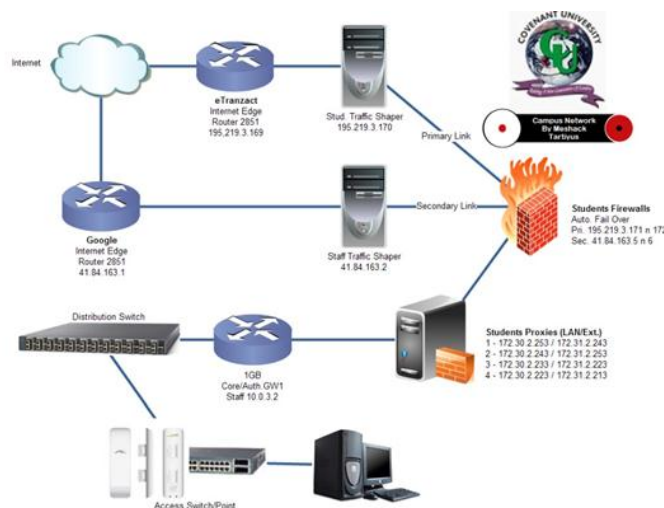 COVENANT UNIVERSITY
CU
Internet
eTranzact
Internet Edge
Router 2851
195.219.3.169
Stud. Traffic Shaper
195.219.3.170
Primary Link
Campus Network
By Meshack
Tartiyus
Google
Internet Edge
Router 2851
41.84.163.1
Staff Traffic Shaper
41.84.163.2
Secondary Link
Students Firewalls
Auto. Fail Over
Pri. 195.219.3.171 n 172
Sec. 41.84.163.5 n 6
Distribution Switch
1GB
Core/Auth.GW1
Staff 10.0.3.2
Students Proxies (LAN/Ext.)
1 - 172.30.2.253 / 172.31.2.243
2 - 172.30.2.243 / 172.31.2.253
3 - 172.30.2.233 / 172.31.2.223
4 - 172.30.2.223 / 172.31.2.213
Access Switch/Point